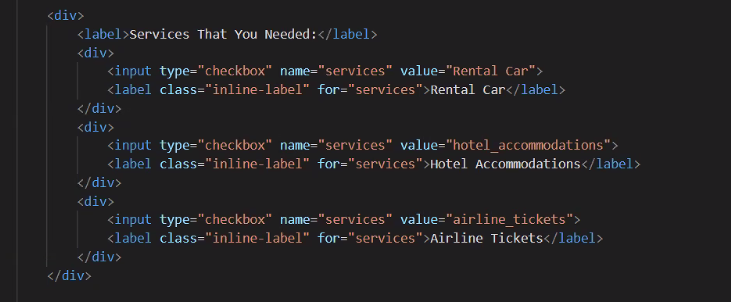 <div>
<label>Services That You Needed:</label>
<div>
<input type="checkbox" name="services" value="Rental Car">
<label class="inline-label" for="services">Rental Car</label>
</div>
<div>
<input type="checkbox" name="services" value="hotel_accommodations">
<label class="inline-label" for="services">Hotel Accommodations</label>
</div>
<div>
<input type="checkbox" name="services" value="airline_tickets">
<label class="inline-label" for="services">Airline Tickets</label>
</div>
</div>